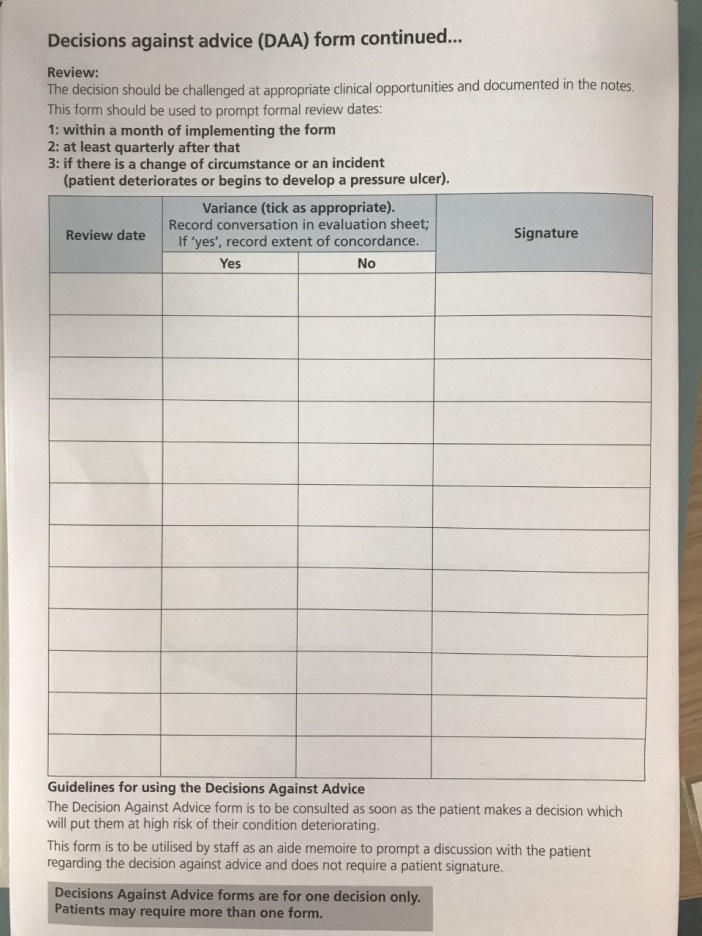 Decisions against advice (DAA) form continued...
Review:
The decision should be challenged at appropriate clinical opportunities and documented in the notes.
This form should be used to prompt formal review dates:
1: within a month of implementing the form
2: at least quarterly after that
3: if there is a change of circumstance or an incident
(patient deteriorates or begins to develop a pressure ulcer).
Review date
Variance (tick as appropriate).
Record conversation in evaluation sheet;
If 'yes', record extent of concordance.
Signature
Yes
No
Guidelines for using the Decisions Against Advice
The Decision Against Advice form is to be consulted as soon as the patient makes a decision which
will put them at high risk of their condition deteriorating.
This form is to be utilised by staff as an aide memoire to prompt a discussion with the patient
regarding the decision against advice and does not require a patient signature.
Decisions Against Advice forms are for one decision only.
Patients may require more than one form.